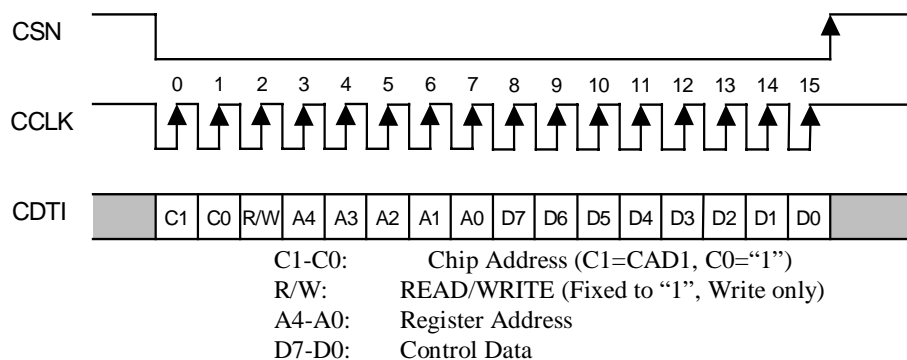 CSN
0 1 2 3 4 5 6 7 8 9 10 11 12 13 14 15
CCLK
CDTI C1 C0 R/W A4 A3 A2 A1 A0 D7 D6 D5 D4 D3 D2 D1 D0
C1-C0: Chip Address (C1=CAD1, C0=“1”)
R/W: READ/WRITE (Fixed to “1”, Write only)
A4-A0: Register Address
D7-D0: Control Data